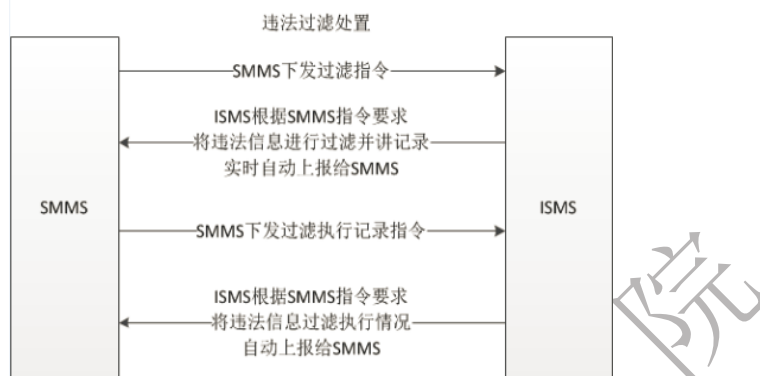 违法过滤处置
SMMS下发过滤指令
ISMS根据SMMS指令要求
将违法信息进行过滤并讲记录
实时自动上报给SMMS
SMMS
ISMS
SMMS下发过滤执行记录指令
ISMS根据SMMS指令要求
将违法信息过滤执行情况
自动上报给SMMS
院